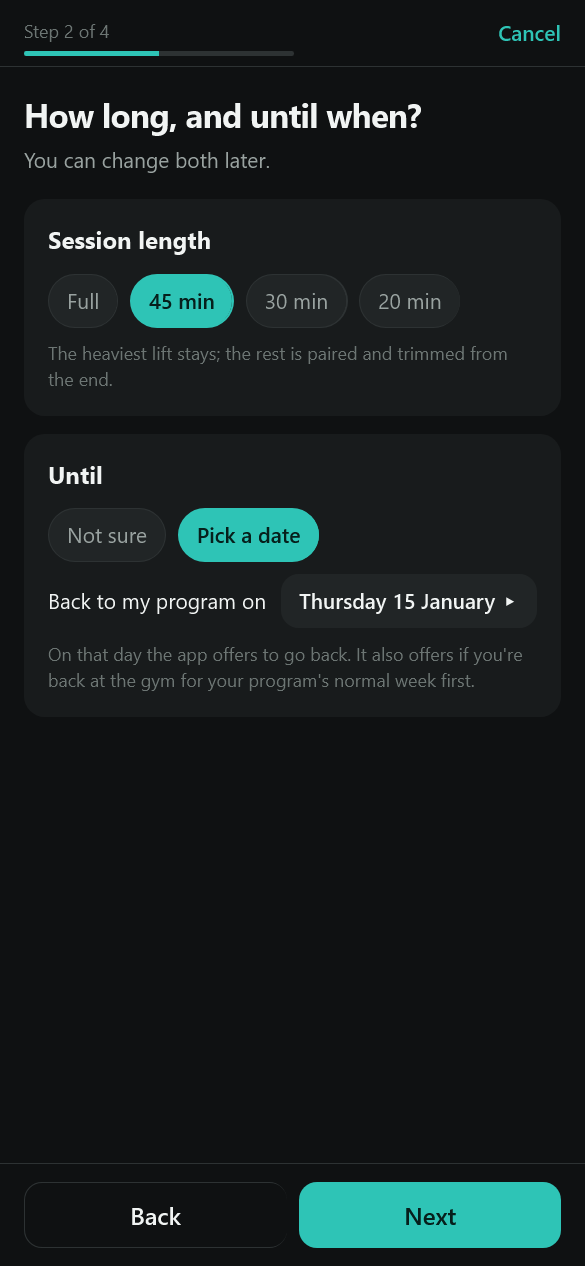 Step 2 of 4
Cancel
How long, and until when?
You can change both later.
Session length
Full
45 min
30 min
20 min
The heaviest lift stays; the rest is paired and trimmed from
the end.
Until
Not sure
Pick a date
Back to my program on
Thursday 15 January ▸
On that day the app offers to go back. It also offers if you're
back at the gym for your program's normal week first.
Back
Next